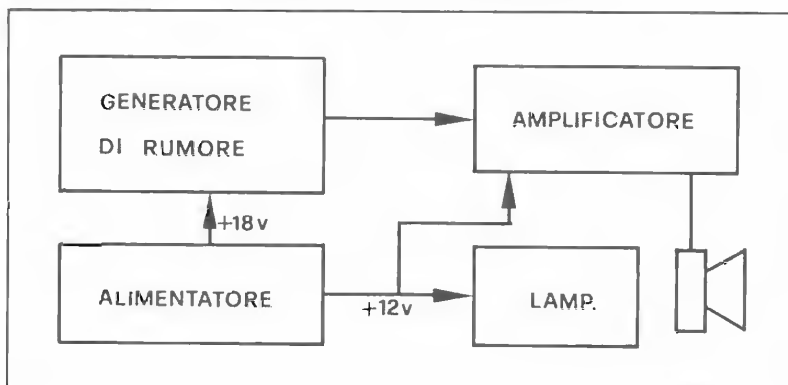 GENERATORE
DI RUMORE
AMPLIFICATORE
+18v
ALIMENTATORE
+12v
LAMP.